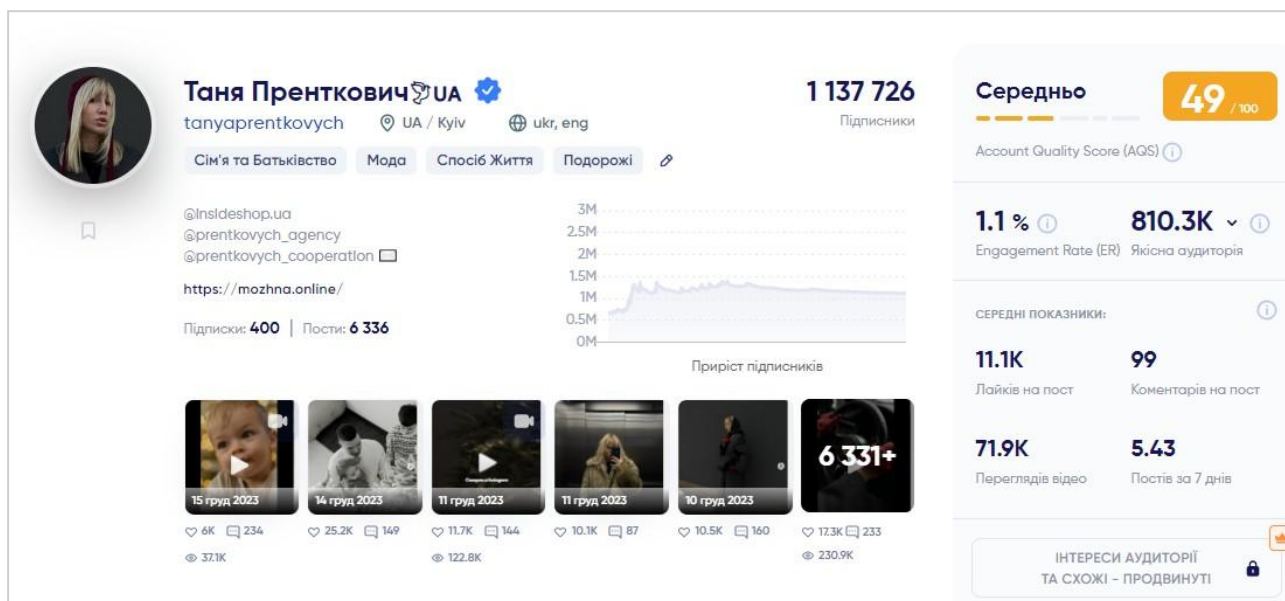 Таня Пренткович🕊UA
1 137 726
tanyaprentkovych
UA / Kyiv
ukr, eng
Підписники
Сім'я та Батьківство
Мода
Спосіб Життя
Подорожі
@insideshop.ua
@prentkovych_agency
@prentkovych_cooperation
https://mozhna.online/
Підписки: 400 | Пости: 6 336
3M
2.5M
2M
1.5M
1M
0.5M
0M
Приріст підписників
15 груд 2023
14 груд 2023
11 груд 2023
11 груд 2023
10 груд 2023
6 331+
6K 234
25.2K 149
11.7K 144
10.1K 87
10.5K 160
17.3K 233
37.1K
122.8K
230.9K
Середньо
49 / 100
Account Quality Score (AQS)
1.1 %
810.3K
Engagement Rate (ER)
Якісна аудиторія
СЕРЕДНІ ПОКАЗНИКИ:
11.1K
99
Лайків на пост
Коментарів на пост
71.9K
5.43
Переглядів відео
Постів за 7 днів
ІНТЕРЕСИ АУДИТОРІЇ
ТА СХОЖІ - ПРОДВИНУТІ